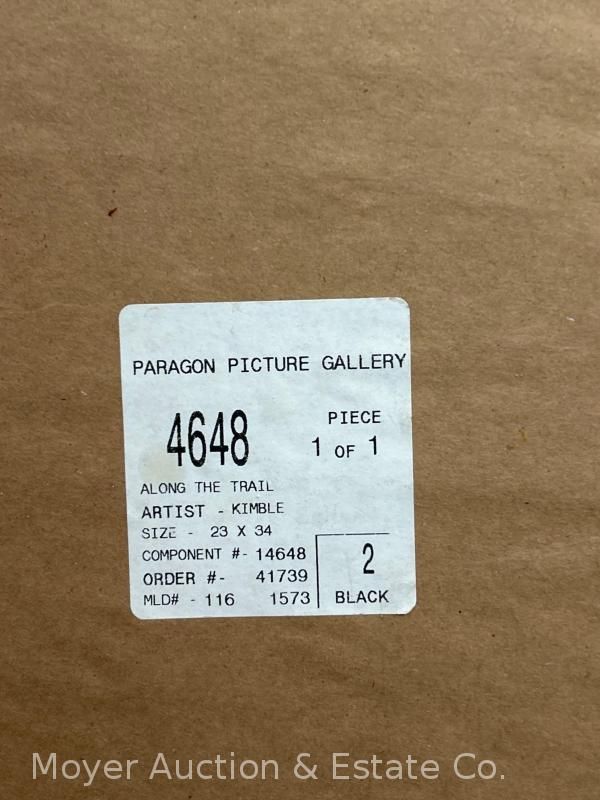 PARAGON PICTURE GALLERY
4648
PIECE
1 OF 1
ALONG THE TRAIL
ARTIST - KIMBLE
SIZE - 23 X 34
COMPONENT #- 14648
ORDER #- 41739
MLD# - 116 1573
2
BLACK
Moyer Auction & Estate Co.